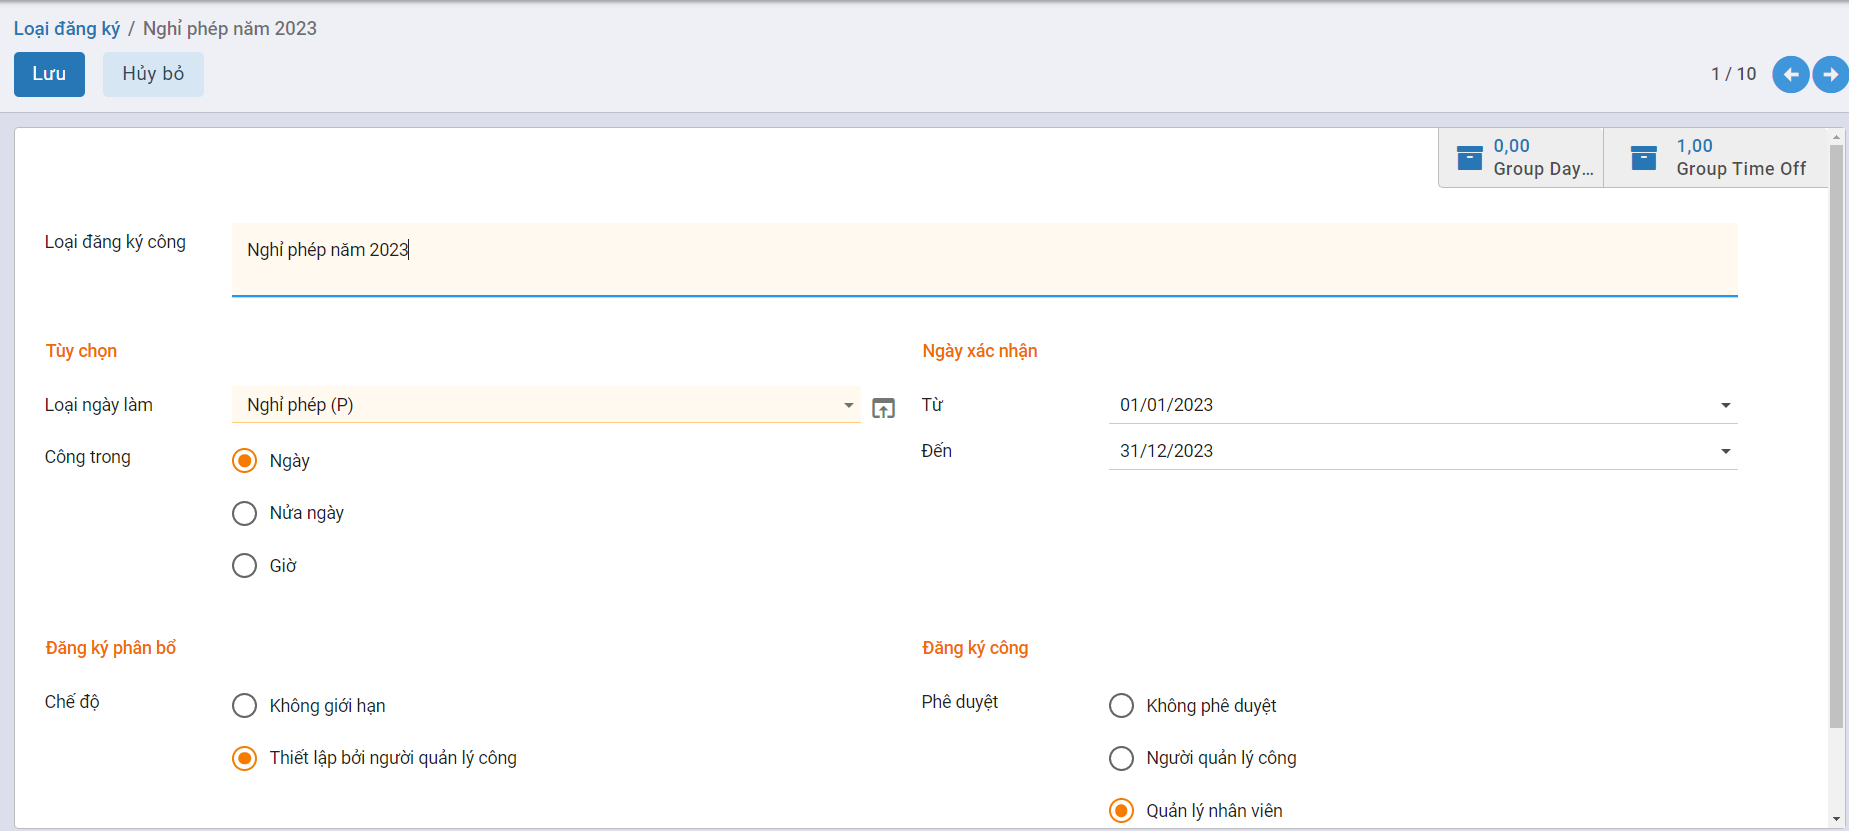 Loại đăng ký / Nghỉ phép năm 2023
Lưu
Hủy bỏ
1 / 10
0,00
Group Day...
1,00
Group Time Off
Loại đăng ký công
Nghỉ phép năm 2023
Tùy chọn
Ngày xác nhận
Loại ngày làm
Nghỉ phép (P)
Từ
01/01/2023
Công trong
Ngày
Đến
31/12/2023
Nửa ngày
Giờ
Đăng ký phân bổ
Đăng ký công
Chế độ
Không giới hạn
Phê duyệt
Không phê duyệt
Thiết lập bởi người quản lý công
Người quản lý công
Quản lý nhân viên